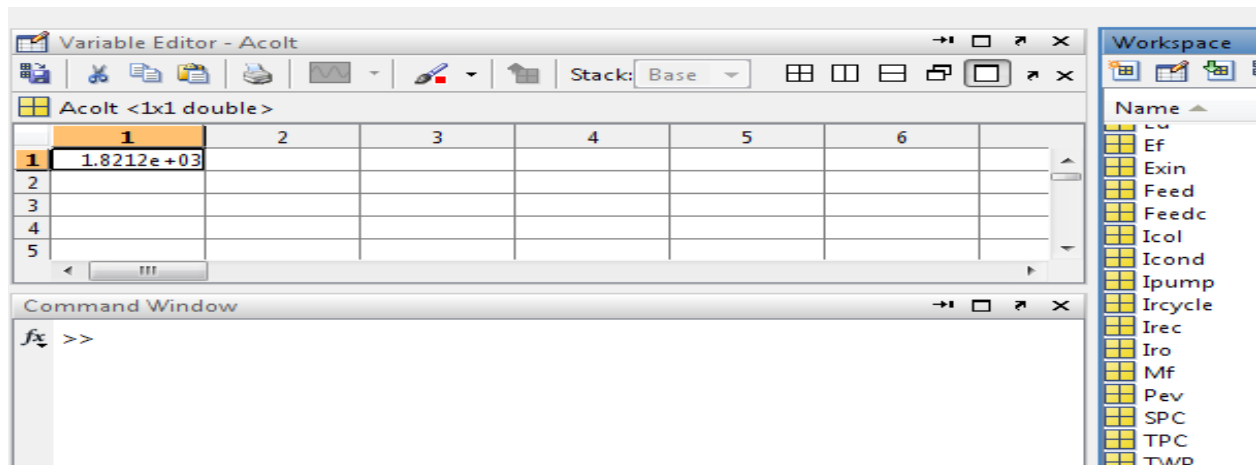 Variable Editor - Acolt
Stack: Base
Acolt <1x1 double>
1 2 3 4 5 6
1 1.8212e+03
2
3
4
5
Command Window
fx >>
Workspace
Name
Ef
Exin
Feed
Feedc
Icol
Icond
Ipump
Ircycle
Irec
Iro
Mf
Pev
SPC
TPC